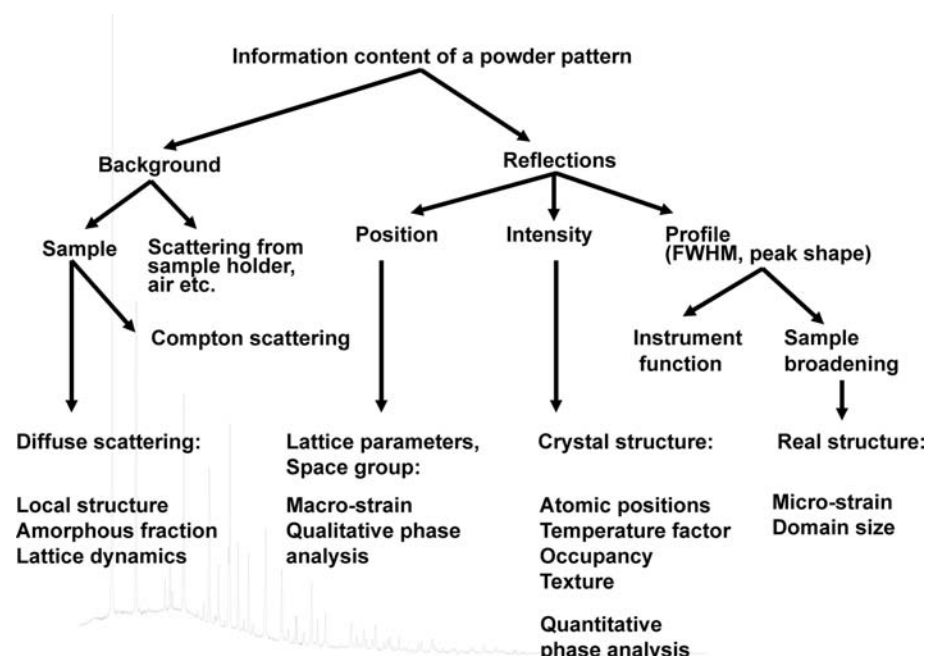 Information content of a powder pattern
Background
Reflections
Sample
Scattering from
sample holder,
air etc.
Position
Intensity
Profile
(FWHM, peak shape)
Compton scattering
Instrument
function
Sample
broadening
Diffuse scattering:
Local structure
Amorphous fraction
Lattice dynamics
Lattice parameters,
Space group:
Macro-strain
Qualitative phase
analysis
Crystal structure:
Atomic positions
Temperature factor
Occupancy
Texture
Quantitative
phase analysis
Real structure:
Micro-strain
Domain size